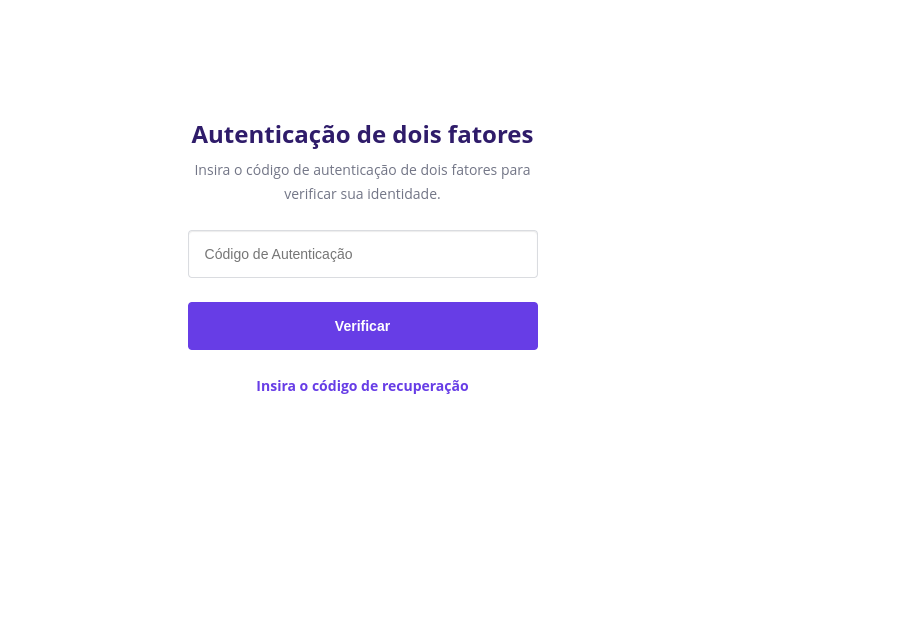 Autenticação de dois fatores
Insira o código de autenticação de dois fatores para
verificar sua identidade.
Código de Autenticação
Verificar
Insira o código de recuperação